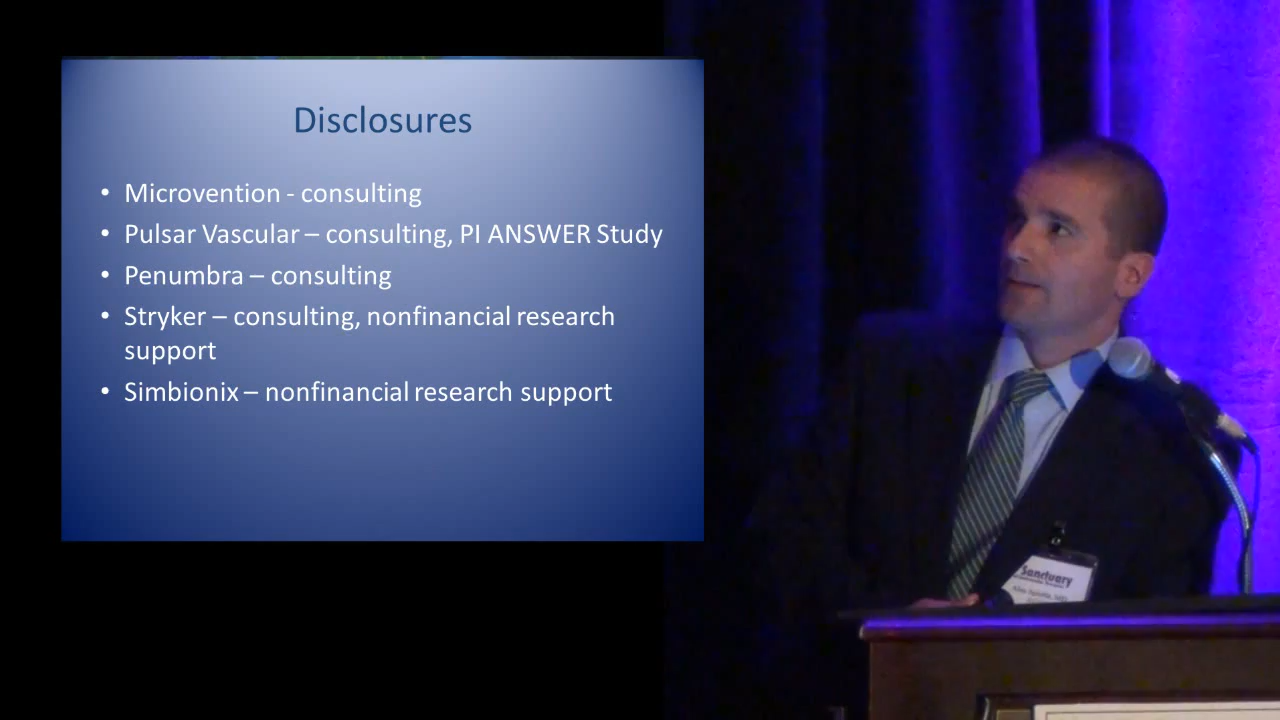 Disclosures
• Microvention - consulting
• Pulsar Vascular – consulting, PI ANSWER Study
• Penumbra – consulting
• Stryker – consulting, nonfinancial research
support
• Simbionix – nonfinancial research support
Sanctuary